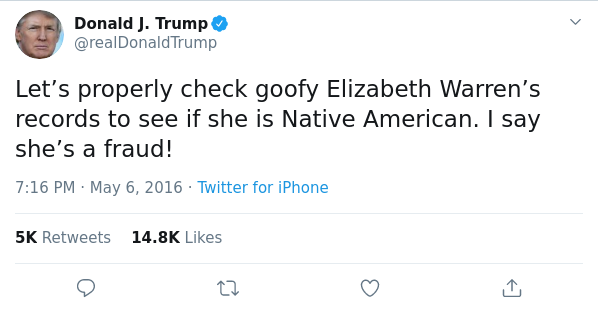 Donald J. Trump
@realDonaldTrump
Let’s properly check goofy Elizabeth Warren’s
records to see if she is Native American. I say
she’s a fraud!
7:16 PM · May 6, 2016 · Twitter for iPhone
5K Retweets 14.8K Likes